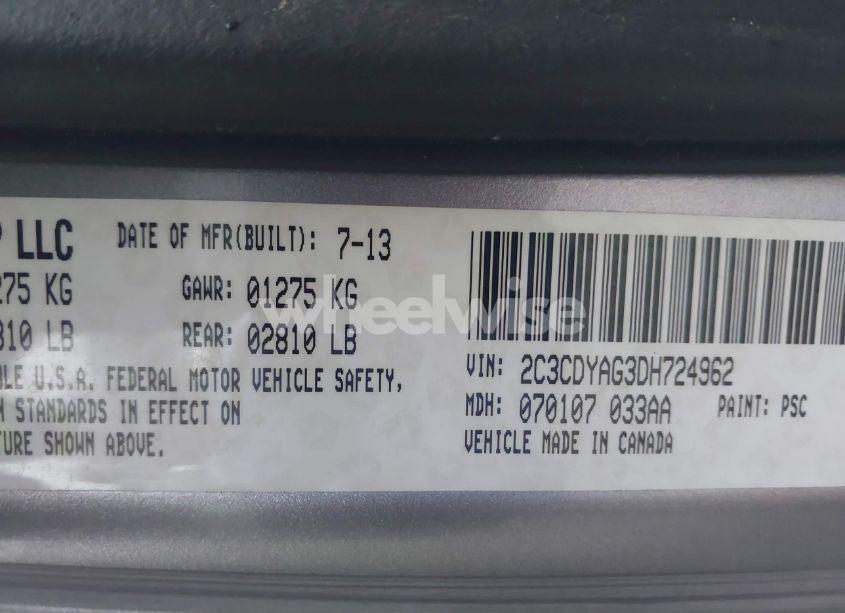 P LLC DATE OF MFR(BUILT): 7-13
275 KG GAWR: 01275 KG
810 LB REAR: 02810 LB
BLE U.S.A. FEDERAL MOTOR VEHICLE SAFETY,
STANDARDS IN EFFECT ON
TURE SHOWN ABOVE.
VIN: 2C3CDYAG3DH724962
MDH: 070107 033AA PAINT: PSC
VEHICLE MADE IN CANADA
wheelwise